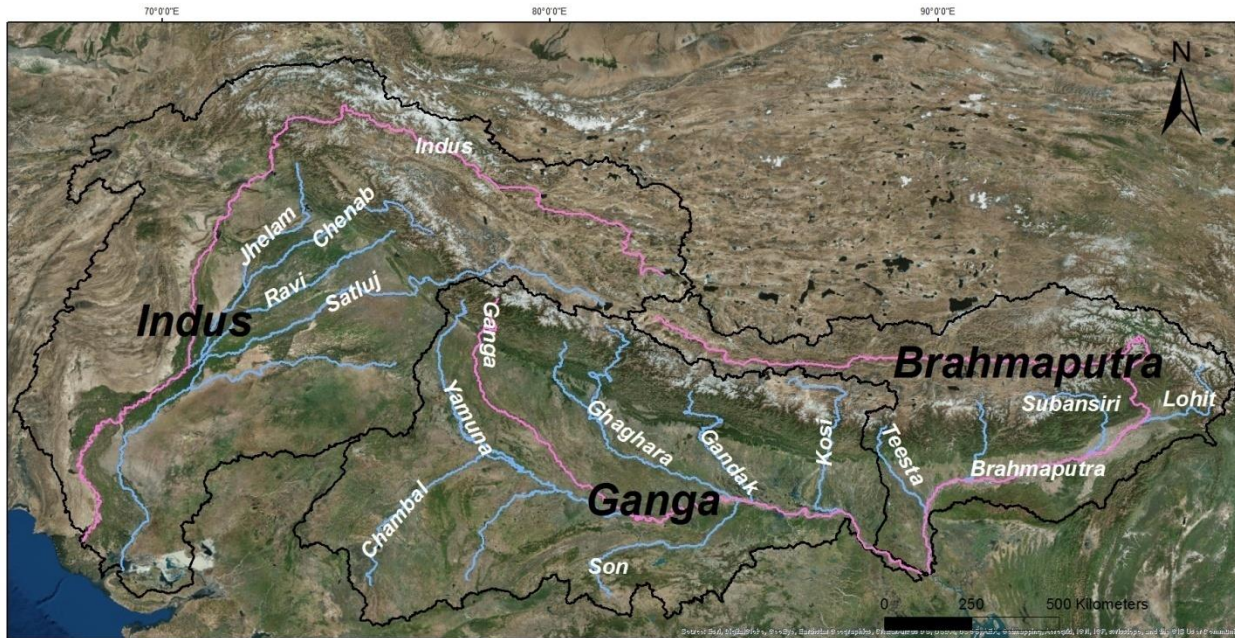 70°0'0"E
80°0'0"E
90°0'0"E
N
Indus
Jhelam
Chenab
Ravi
Satluj
Indus
Ganga
Brahmaputra
Subansiri
Lohit
Yamuna
Ghaghara
Gandak
Kosi
Teesta
Brahmaputra
Chambal
Ganga
Son
0 250 500 Kilometers